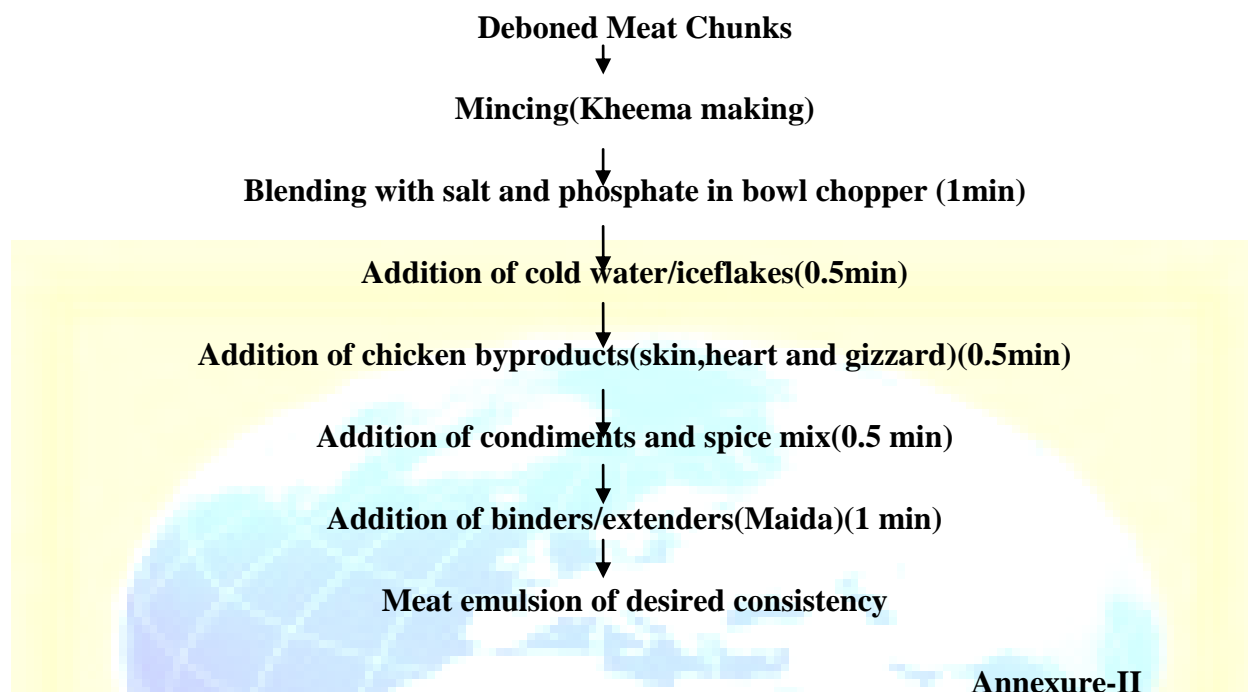 Deboned Meat Chunks
Mincing(Kheema making)
Blending with salt and phosphate in bowl chopper (1min)
Addition of cold water/iceflakes(0.5min)
Addition of chicken byproducts(skin,heart and gizzard)(0.5min)
Addition of condiments and spice mix(0.5 min)
Addition of binders/extenders(Maida)(1 min)
Meat emulsion of desired consistency
Annexure-II